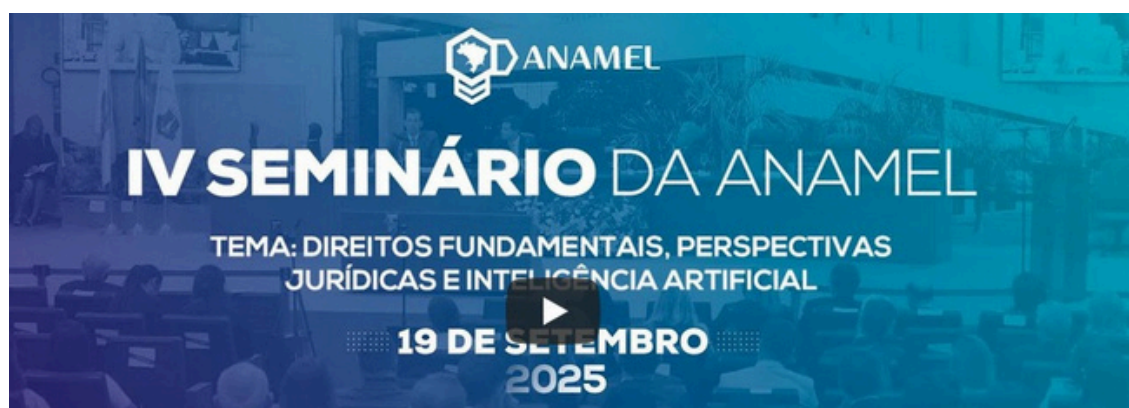 ANAMEL
IV SEMINÁRIO DA ANAMEL
TEMA: DIREITOS FUNDAMENTAIS, PERSPECTIVAS
JURÍDICAS E INTELIGÊNCIA ARTIFICIAL
19 DE SETEMBRO
2025